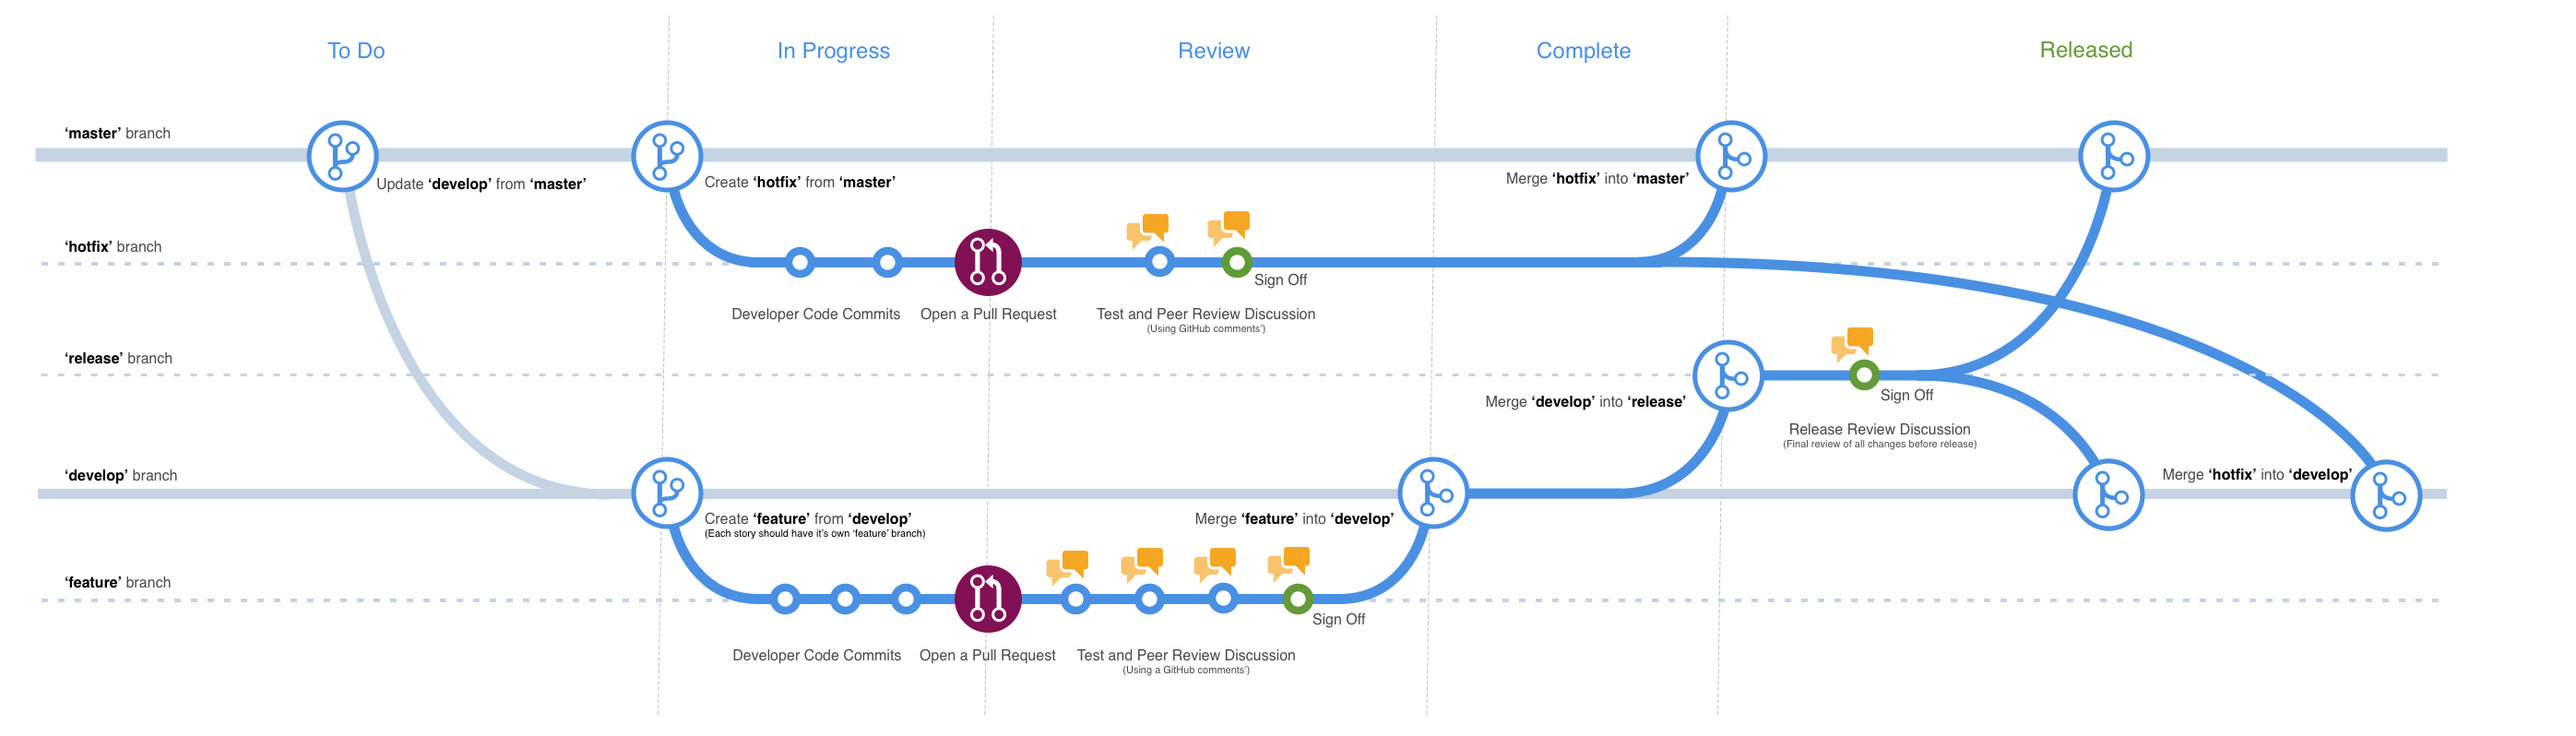 To Do
In Progress
Review
Complete
Released
‘master’ branch
Update ‘develop’ from ‘master’
Create ‘hotfix’ from ‘master’
Merge ‘hotfix’ into ‘master’
‘hotfix’ branch
Sign Off
Developer Code Commits
Open a Pull Request
Test and Peer Review Discussion
(Using GitHub comments’)
‘release’ branch
Merge ‘develop’ into ‘release’
Sign Off
Release Review Discussion
(Final review of all changes before release)
‘develop’ branch
Merge ‘hotfix’ into ‘develop’
Create ‘feature’ from ‘develop’
(Each story should have it’s own ‘feature’ branch)
Merge ‘feature’ into ‘develop’
‘feature’ branch
Sign Off
Developer Code Commits
Open a Pull Request
Test and Peer Review Discussion
(Using a GitHub comments’)